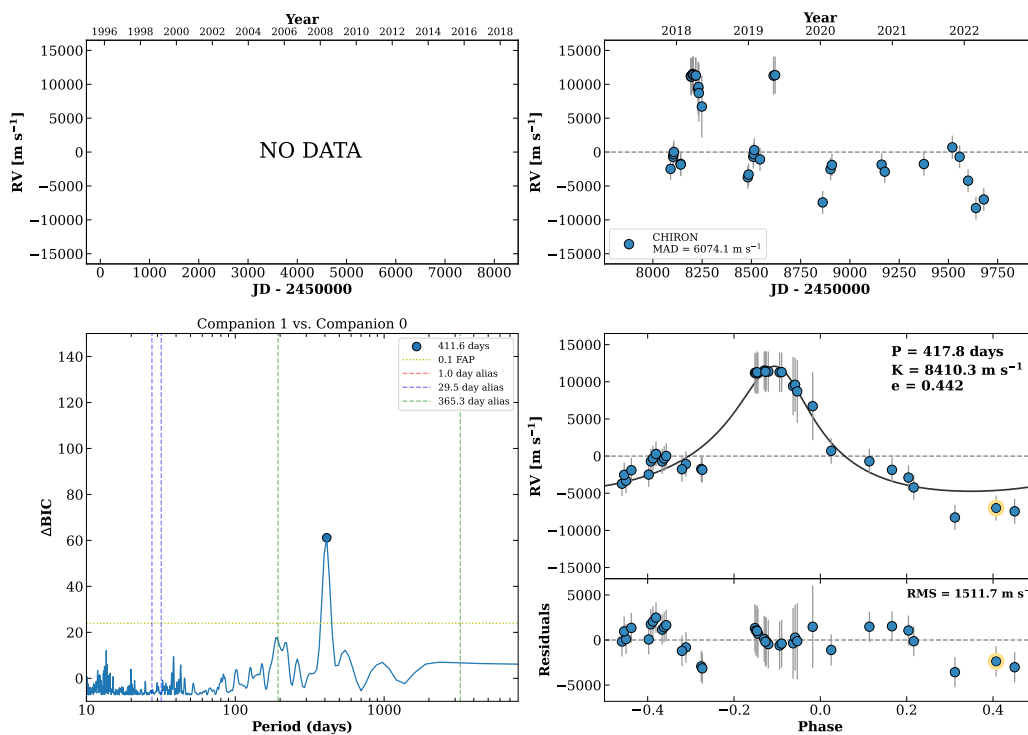 Year
1996 1998 2000 2002 2004 2006 2008 2010 2012 2014 2016 2018
15000
10000
5000
0
−5000
−10000
−15000
RV [m s⁻¹]
NO DATA
0 1000 2000 3000 4000 5000 6000 7000 8000
JD - 2450000
Year
2018 2019 2020 2021 2022
15000
10000
5000
0
−5000
−10000
−15000
RV [m s⁻¹]
CHIRON
MAD = 6074.1 m s⁻¹
8000 8250 8500 8750 9000 9250 9500 9750
JD - 2450000
Companion 1 vs. Companion 0
140
120
100
80
60
40
20
0
ΔBIC
411.6 days
0.1 FAP
1.0 day alias
29.5 day alias
365.3 day alias
10 100 1000
Period (days)
15000
10000
5000
0
−5000
−10000
−15000
RV [m s⁻¹]
P = 417.8 days
K = 8410.3 m s⁻¹
e = 0.442
5000
0
−5000
Residuals
RMS = 1511.7 m s⁻
−0.4 −0.2 0.0 0.2 0.4
Phase